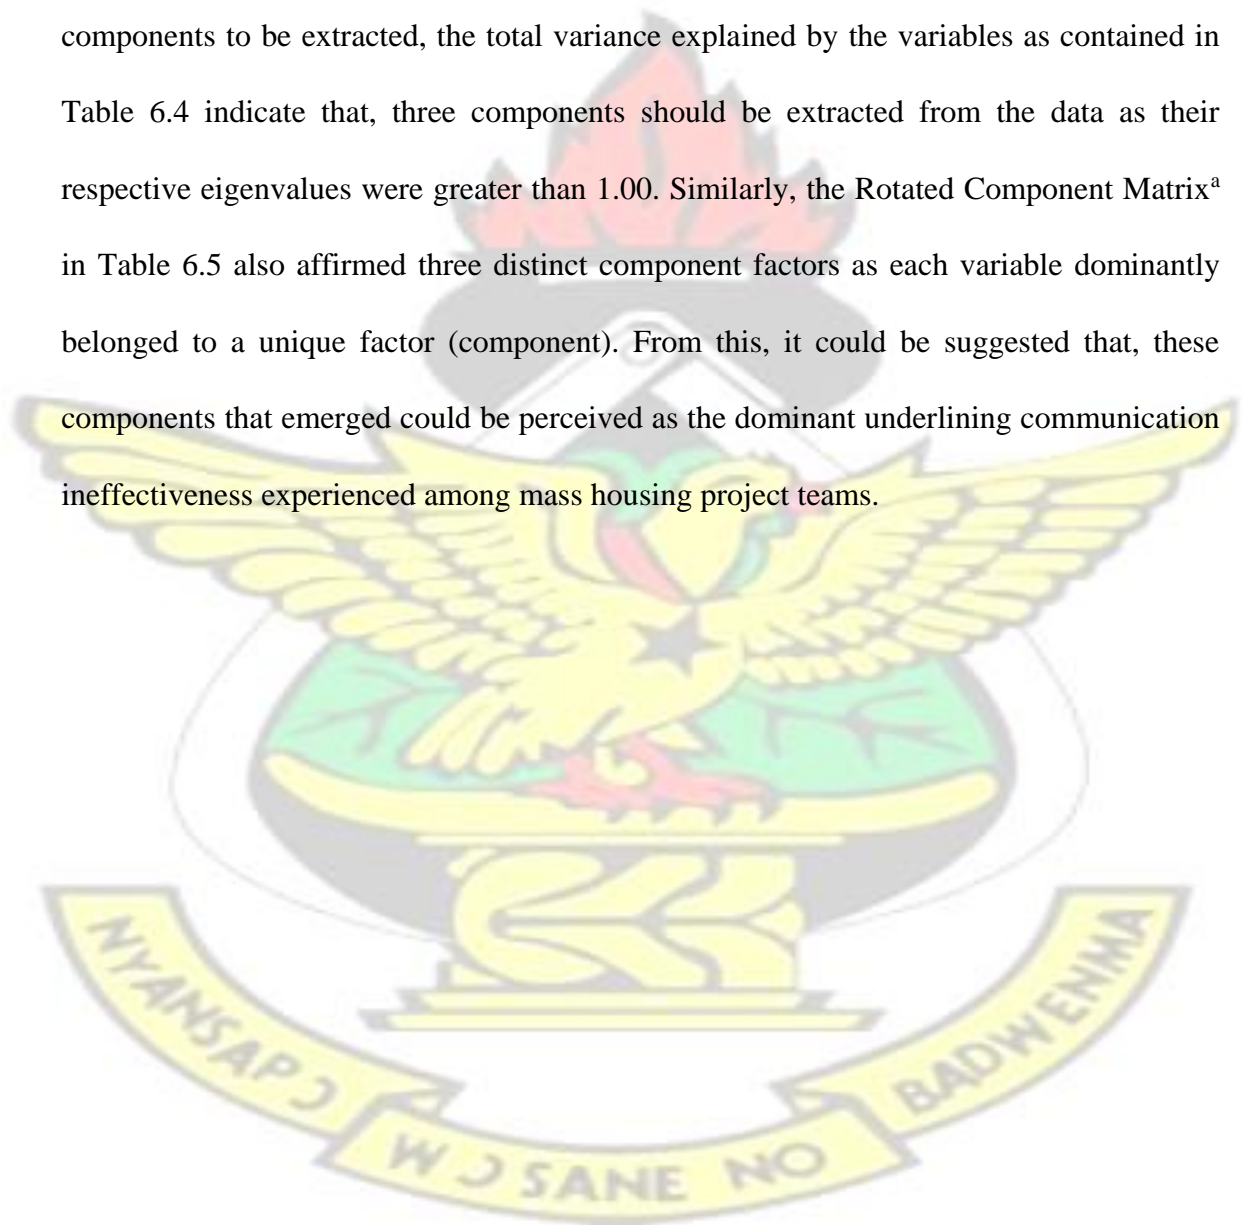 components to be extracted, the total variance explained by the variables as contained in
Table 6.4 indicate that, three components should be extracted from the data as their
respective eigenvalues were greater than 1.00. Similarly, the Rotated Component Matrixᵃ
in Table 6.5 also affirmed three distinct component factors as each variable dominantly
belonged to a unique factor (component). From this, it could be suggested that, these
components that emerged could be perceived as the dominant underlining communication
ineffectiveness experienced among mass housing project teams.
NYANSAPƆ
WƆ SANE NO
BADWENMA